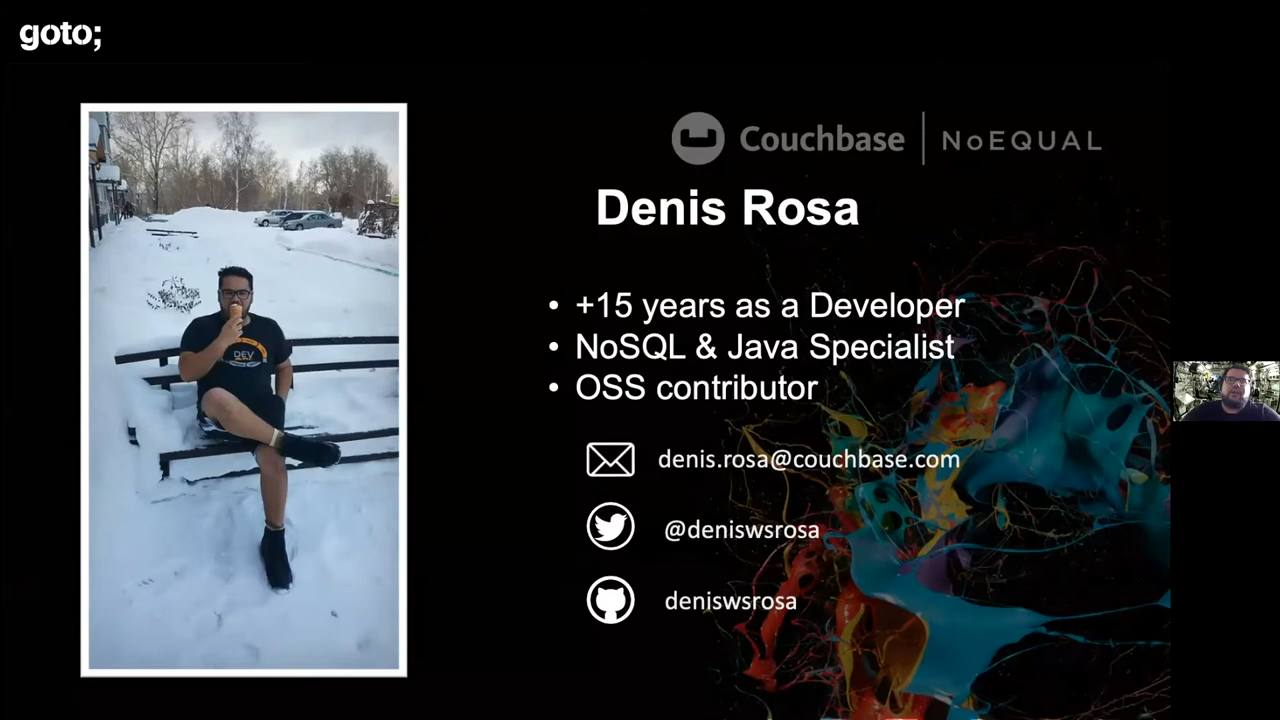 goto;
Couchbase | NoEQUAL
Denis Rosa
• +15 years as a Developer
• NoSQL & Java Specialist
• OSS contributor
denis.rosa@couchbase.com
@deniswsrosa
deniswsrosa
DEV